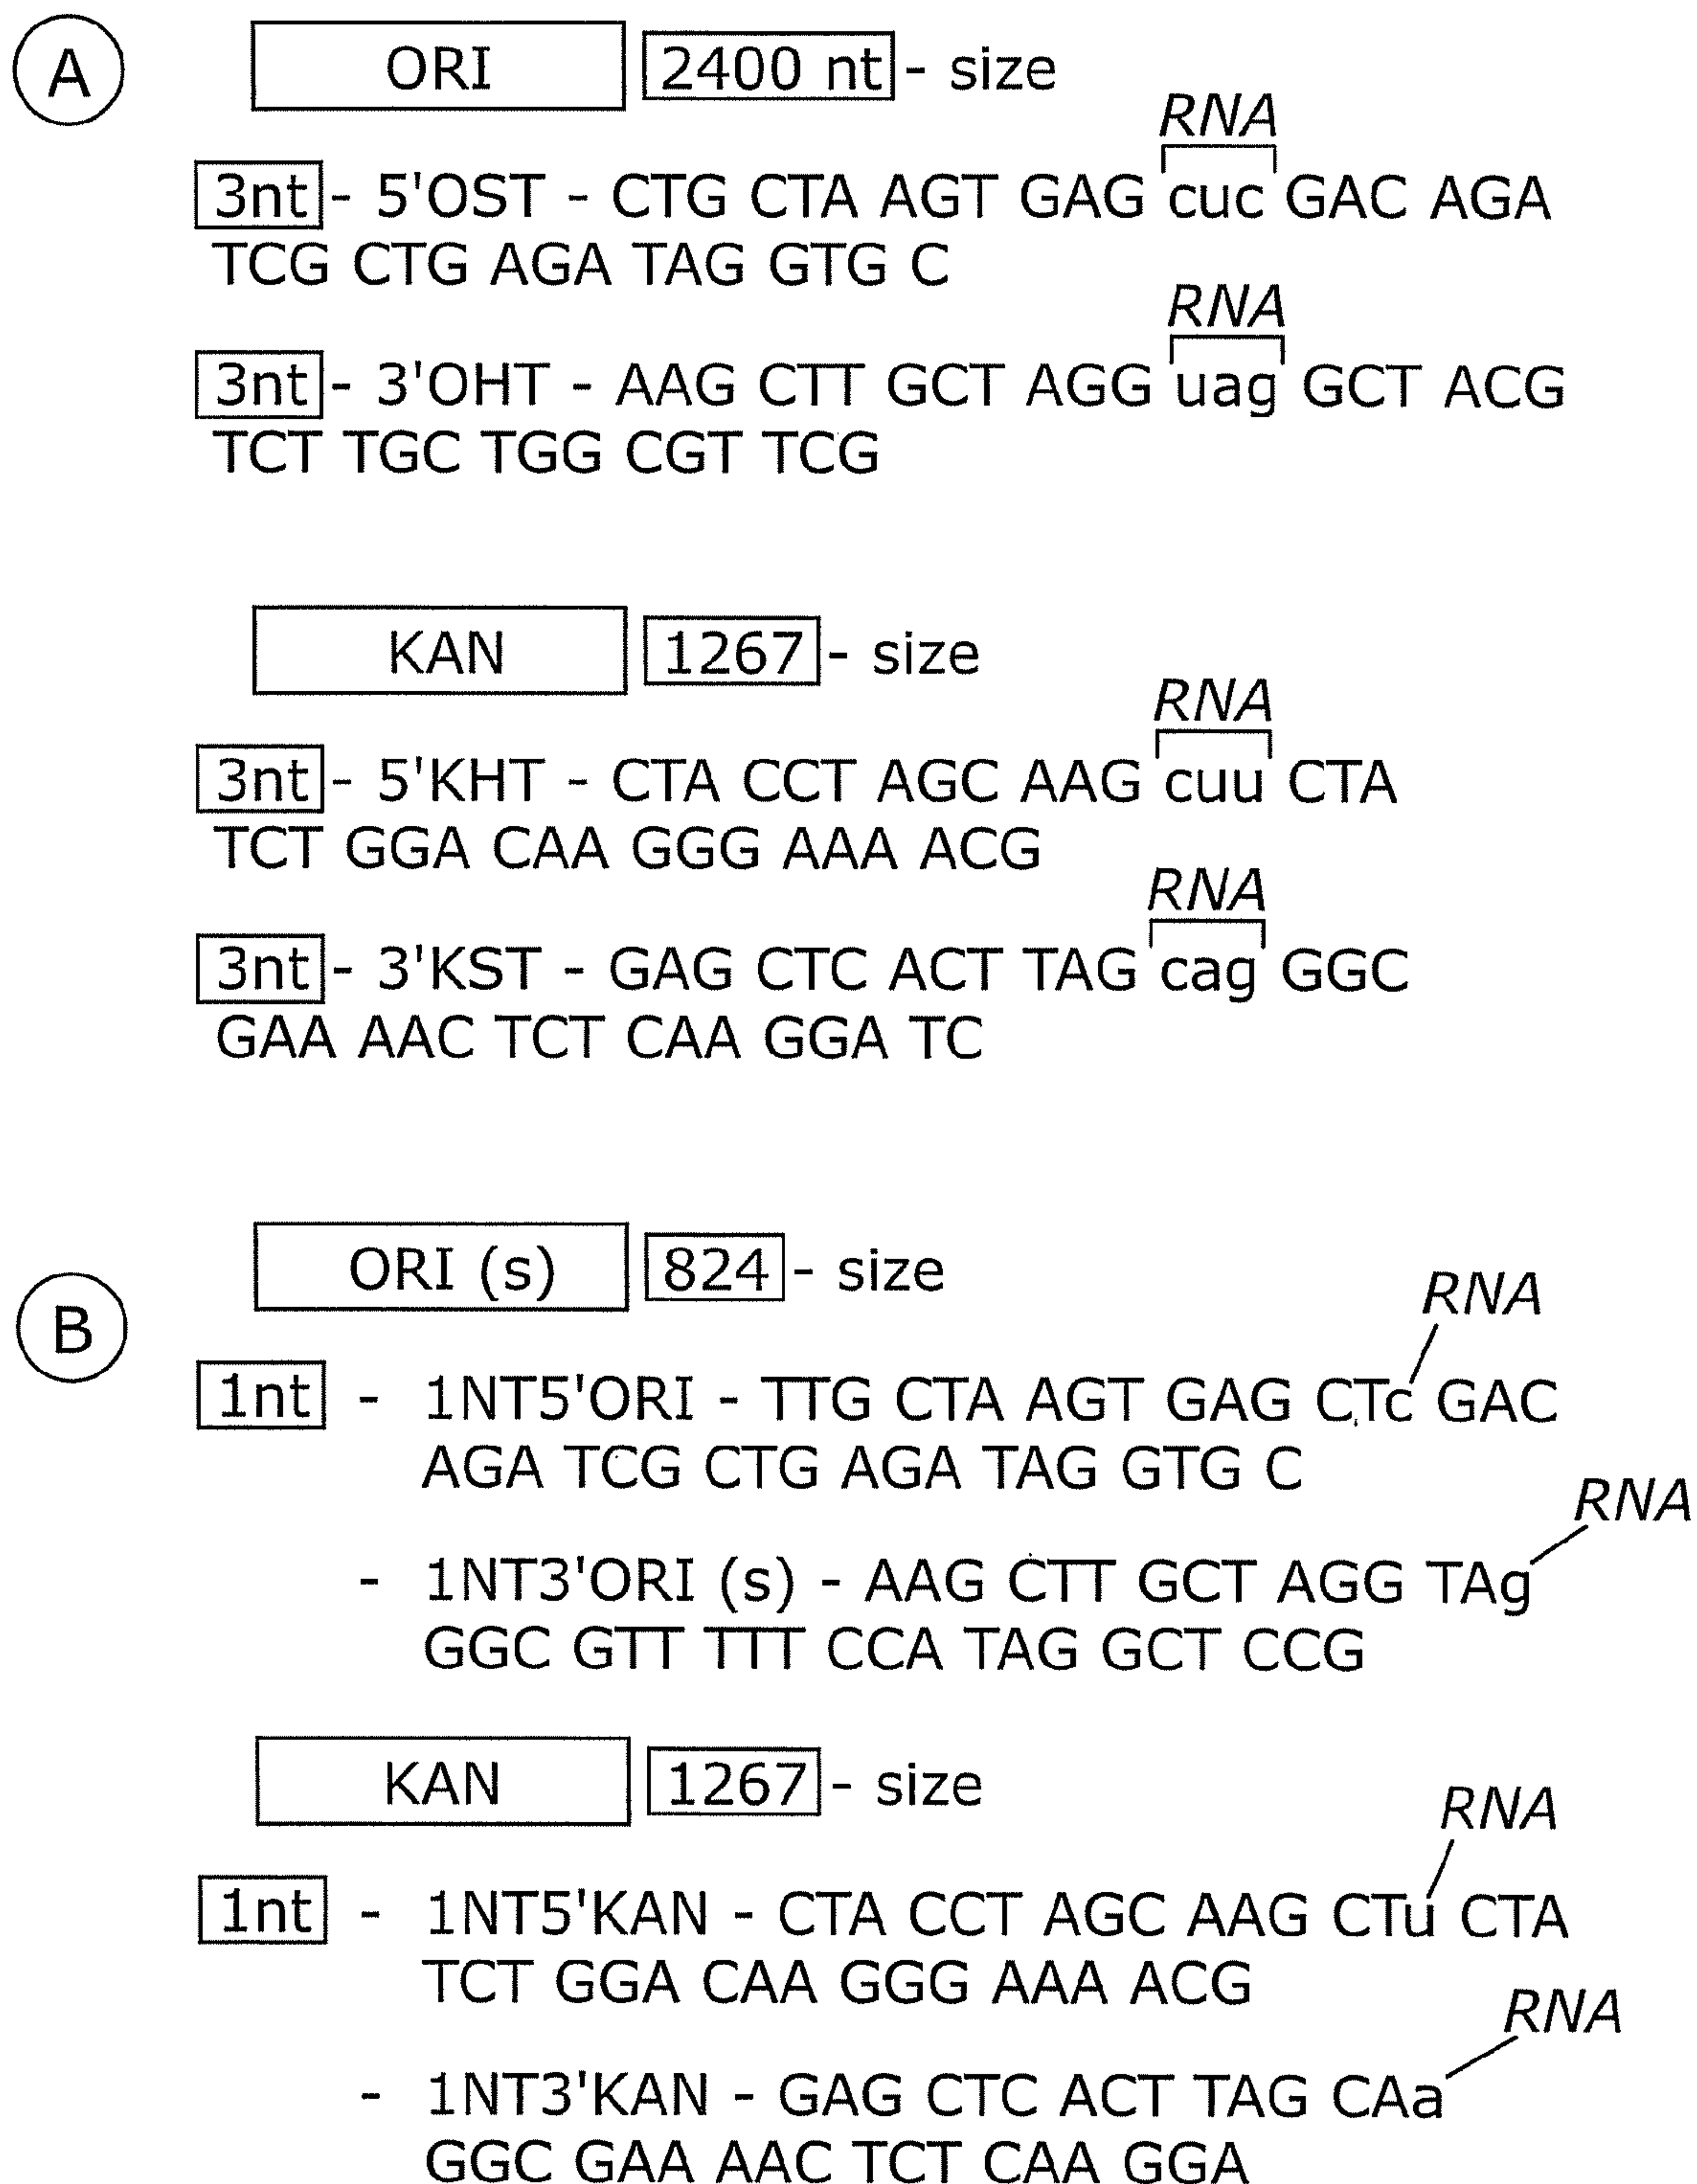 A
ORI 2400 nt - size
RNA
3nt - 5'OST - CTG CTA AGT GAG cuc GAC AGA
TCG CTG AGA TAG GTG C
RNA
3nt - 3'OHT - AAG CTT GCT AGG uag GCT ACG
TCT TGC TGG CGT TCG
KAN 1267 - size
RNA
3nt - 5'KHT - CTA CCT AGC AAG cuu CTA
TCT GGA CAA GGG AAA ACG
RNA
3nt - 3'KST - GAG CTC ACT TAG cag GGC
GAA AAC TCT CAA GGA TC
B
ORI (s) 824 - size
RNA
1nt - 1NT5'ORI - TTG CTA AGT GAG CTc GAC
AGA TCG CTG AGA TAG GTG C
RNA
- 1NT3'ORI (s) - AAG CTT GCT AGG TAg
GGC GTT TTT CCA TAG GCT CCG
KAN 1267 - size
RNA
1nt - 1NT5'KAN - CTA CCT AGC AAG CTu CTA
TCT GGA CAA GGG AAA ACG
RNA
- 1NT3'KAN - GAG CTC ACT TAG CAa
GGC GAA AAC TCT CAA GGA